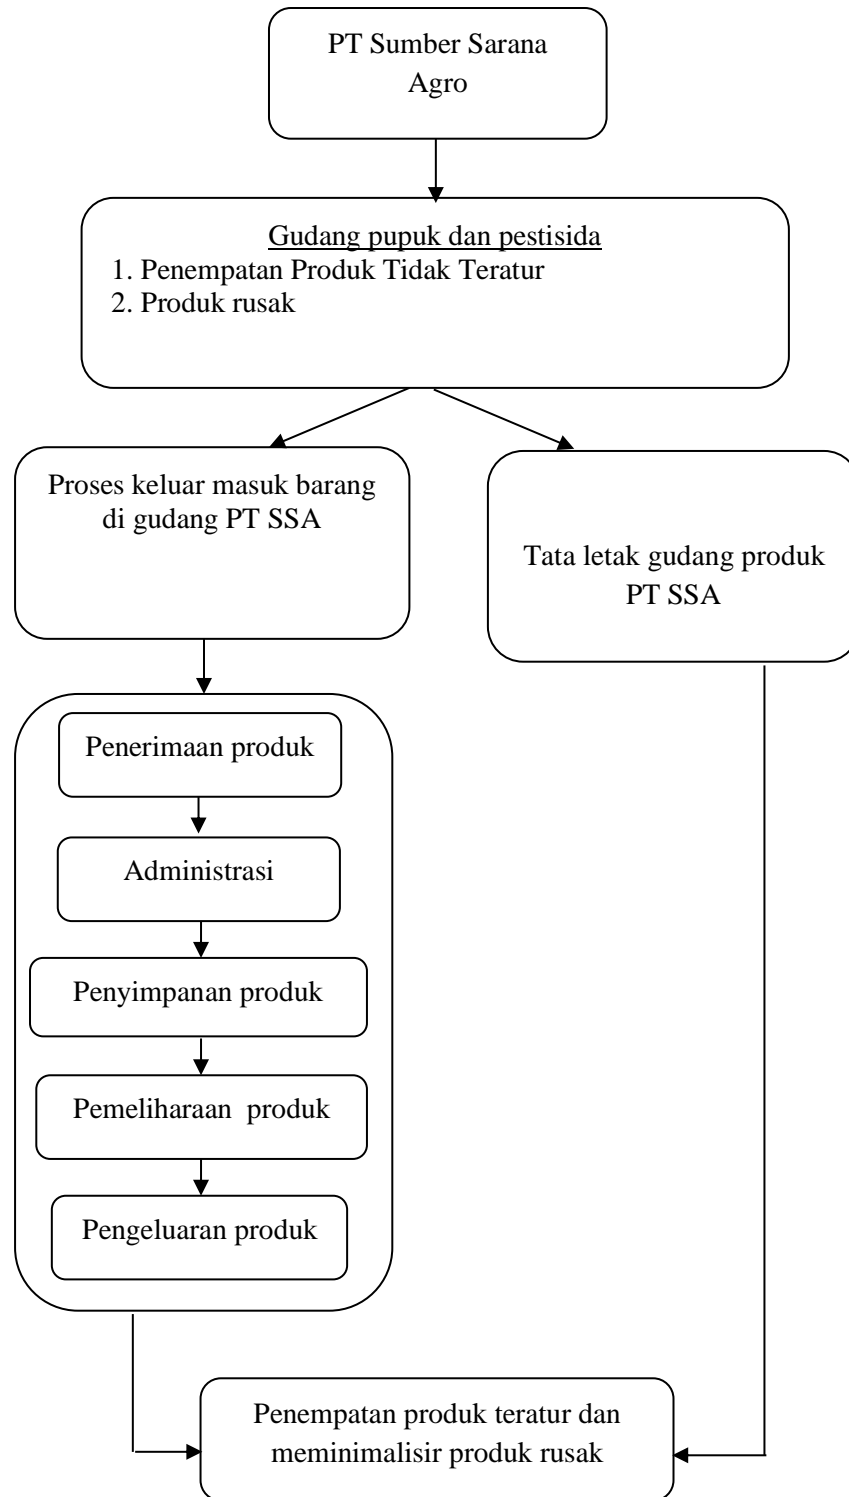 PT Sumber Sarana
Agro
Gudang pupuk dan pestisida
1. Penempatan Produk Tidak Teratur
2. Produk rusak
Proses keluar masuk barang
di gudang PT SSA
Tata letak gudang produk
PT SSA
Penerimaan produk
Administrasi
Penyimpanan produk
Pemeliharaan  produk
Pengeluaran produk
Penempatan produk teratur dan
meminimalisir produk rusak